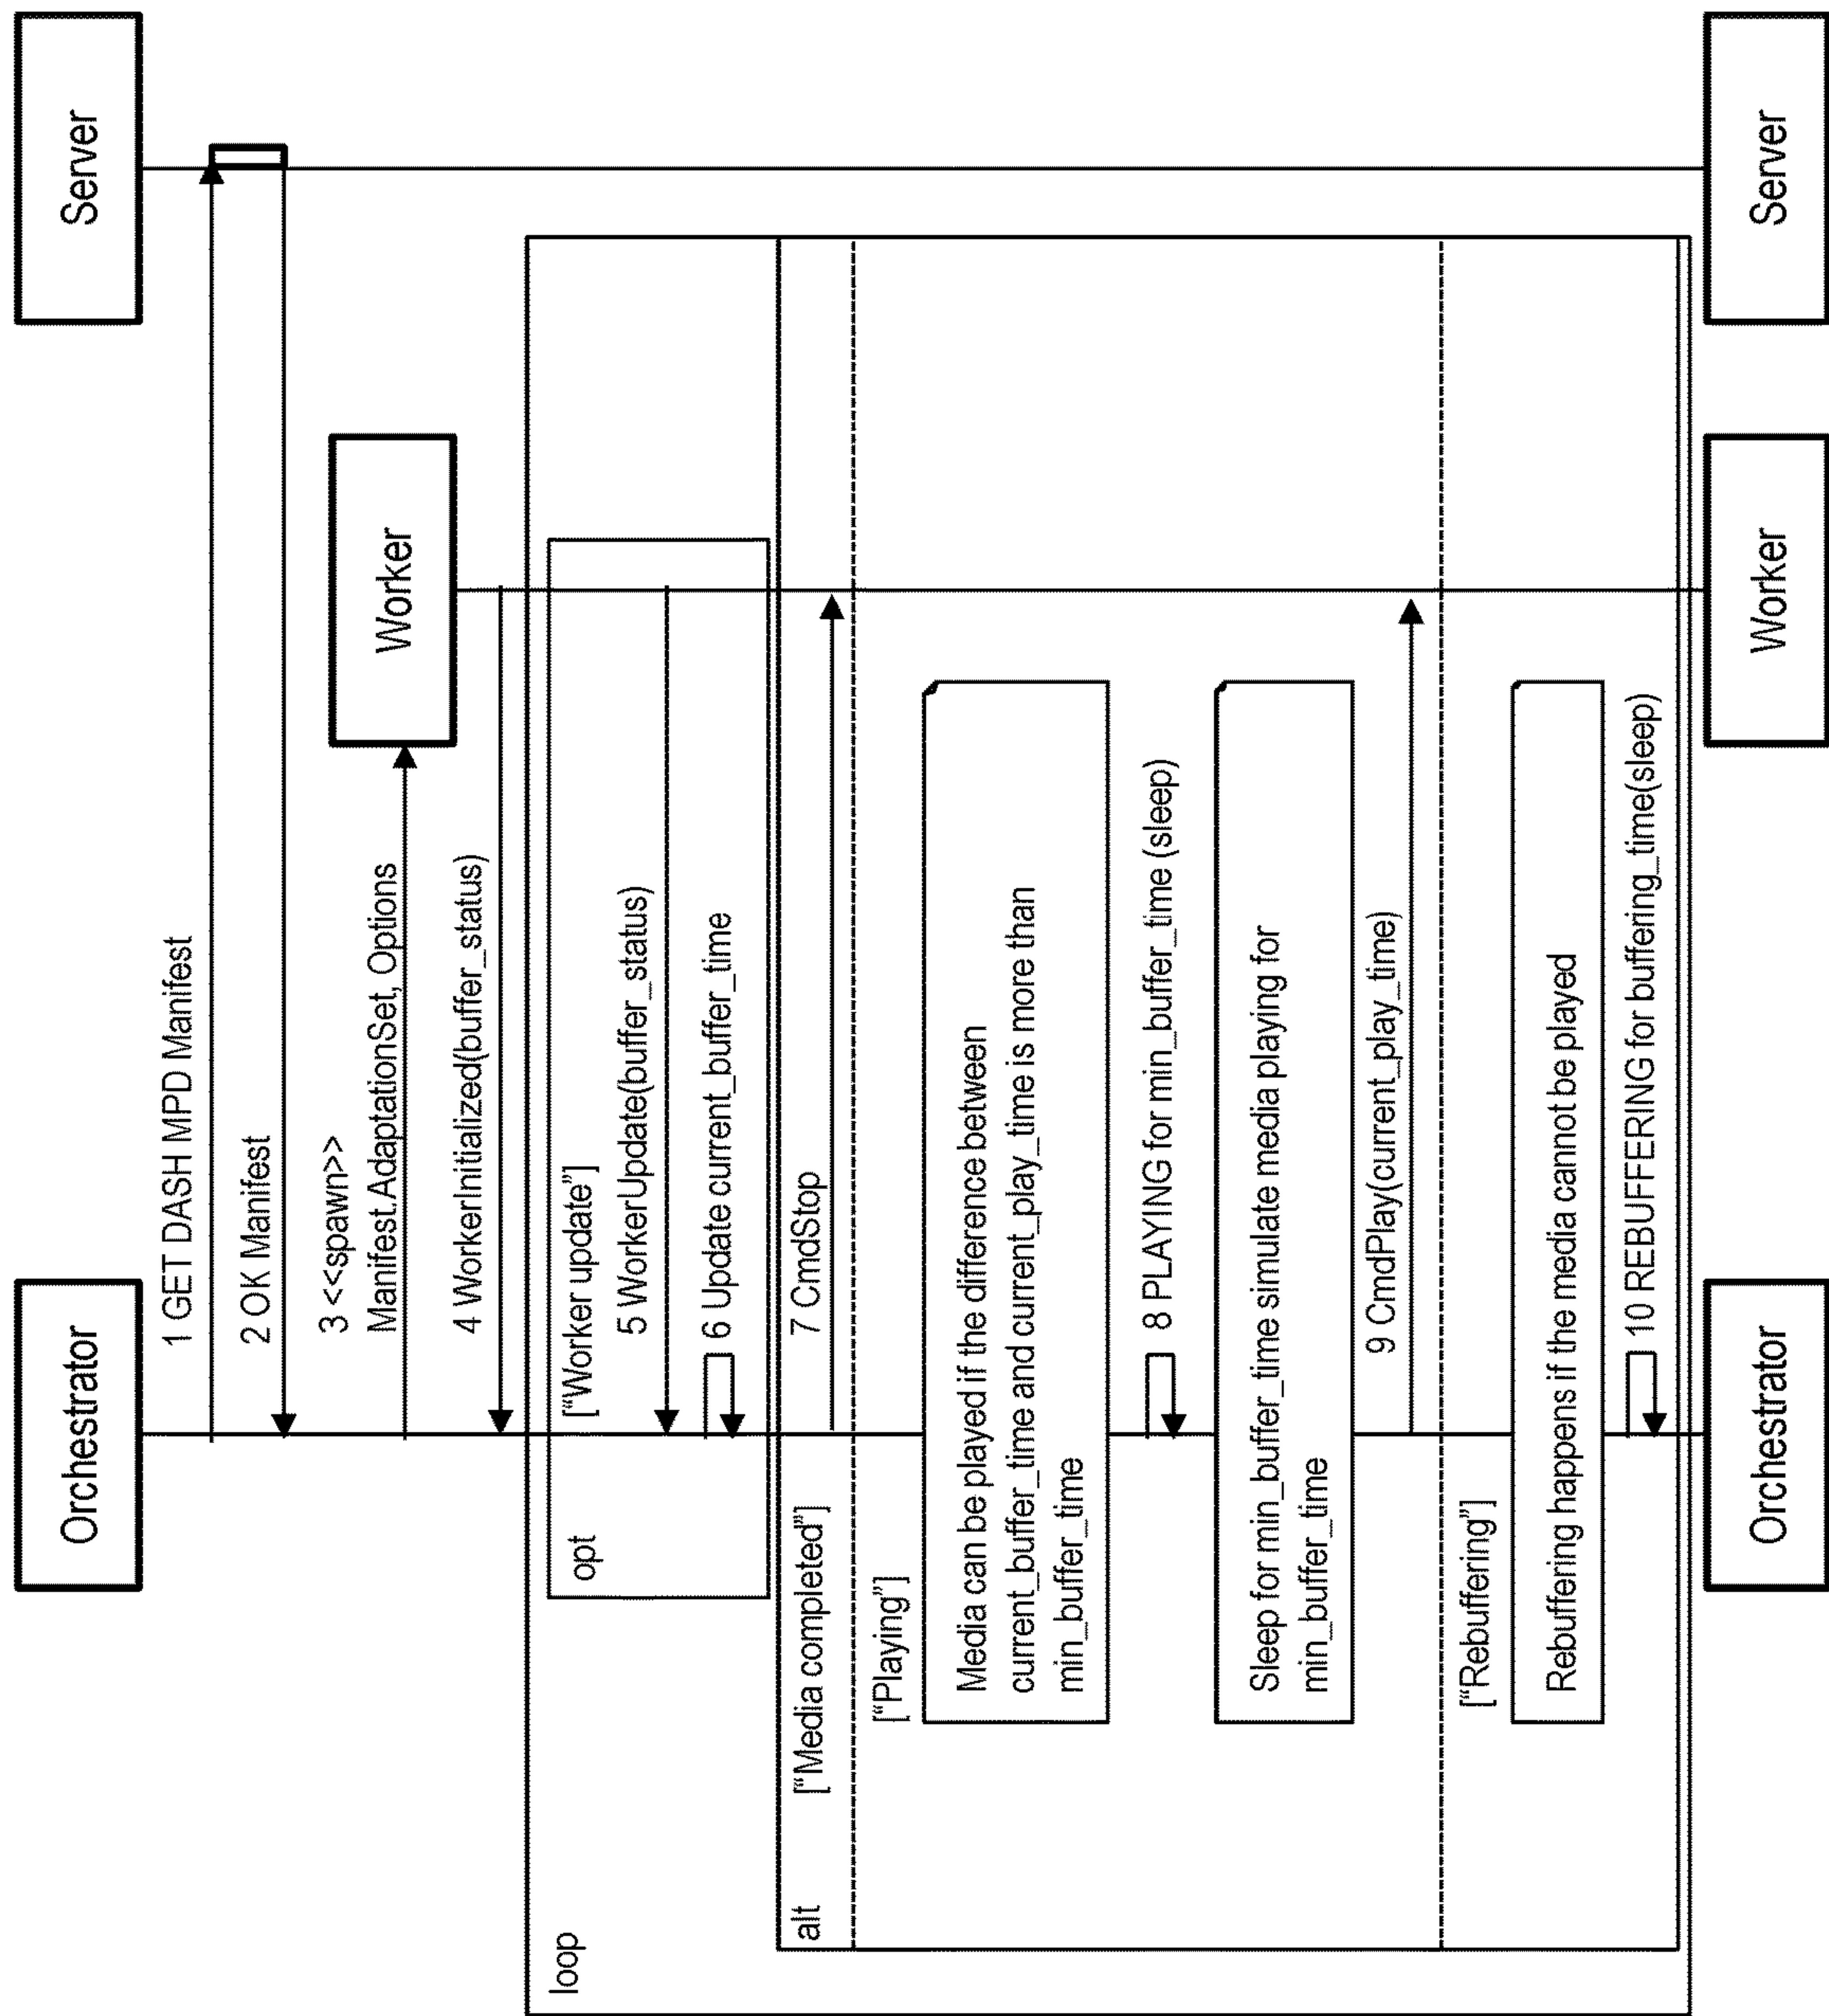 Orchestrator
Server
1 GET DASH MPD Manifest
2 OK Manifest
3 <<spawn>>
Manifest.AdaptationSet, Options
Worker
4 WorkerInitialized(buffer_status)
loop
opt
["Worker update"]
5 WorkerUpdate(buffer_status)
6 Update current_buffer_time
alt
["Media completed"]
7 CmdStop
["Playing"]
Media can be played if the difference between
current_buffer_time and current_play_time is more than
min_buffer_time
8 PLAYING for min_buffer_time (sleep)
Sleep for min_buffer_time simulate media playing for
min_buffer_time
9 CmdPlay(current_play_time)
["Rebuffering"]
Rebuffering happens if the media cannot be played
10 REBUFFERING for buffering_time(sleep)
Orchestrator
Worker
Server